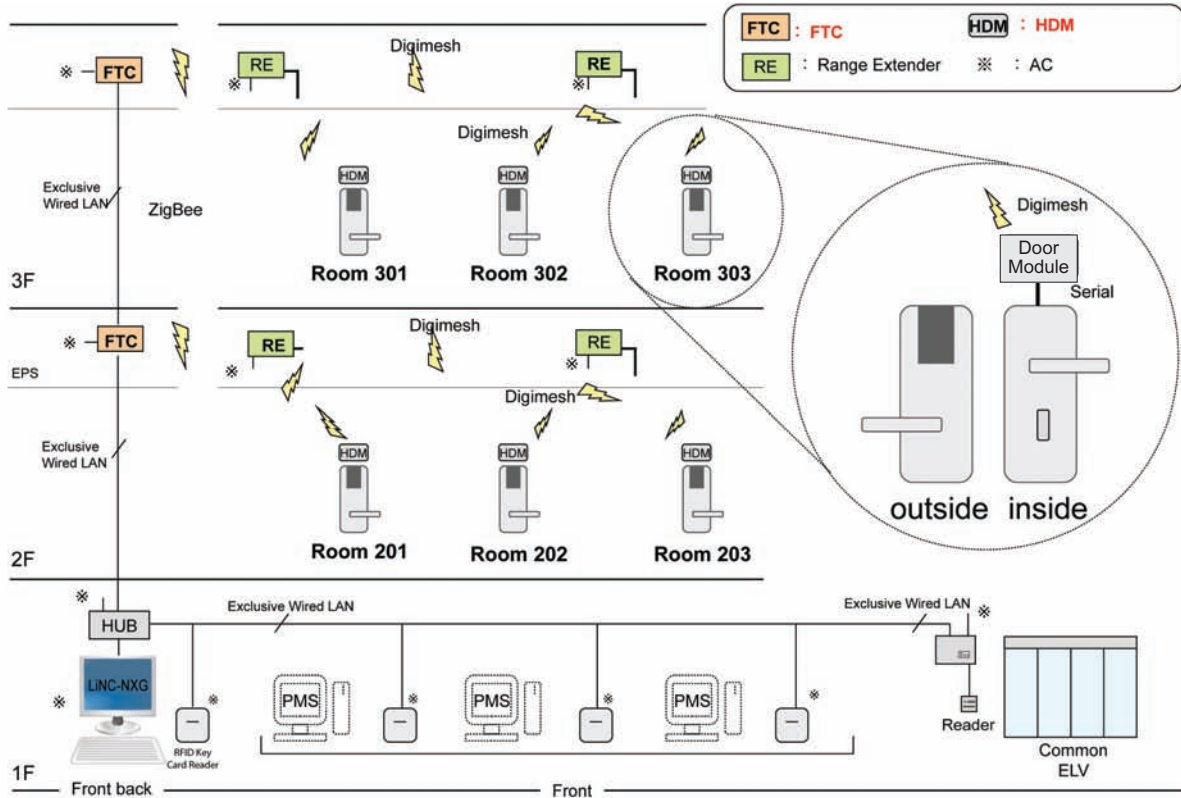 FTC : FTC
HDM : HDM
RE : Range Extender
※ : AC
※
FTC
RE
※
Digimesh
RE
※
Digimesh
Exclusive
Wired LAN
ZigBee
HDM
HDM
HDM
Room 301
Room 302
Room 303
3F
Digimesh
Door
Module
Serial
outside
inside
※
FTC
RE
※
Digimesh
RE
※
EPS
Digimesh
Exclusive
Wired LAN
HDM
HDM
HDM
Room 201
Room 202
Room 203
2F
※
HUB
Exclusive Wired LAN
Exclusive Wired LAN
※
※
LiNC-NXG
※
RFID Key
Card Reader
PMS
※
PMS
※
PMS
※
Reader
Common
ELV
1F
Front back
Front